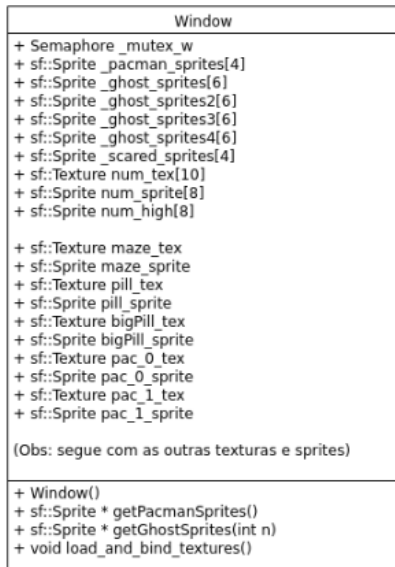 Window
+ Semaphore _mutex_w
+ sf::Sprite _pacman_sprites[4]
+ sf::Sprite _ghost_sprites[6]
+ sf::Sprite _ghost_sprites2[6]
+ sf::Sprite _ghost_sprites3[6]
+ sf::Sprite _ghost_sprites4[6]
+ sf::Sprite _scared_sprites[4]
+ sf::Texture num_tex[10]
+ sf::Sprite num_sprite[8]
+ sf::Sprite num_high[8]
+ sf::Texture maze_tex
+ sf::Sprite maze_sprite
+ sf::Texture pill_tex
+ sf::Sprite pill_sprite
+ sf::Texture bigPill_tex
+ sf::Sprite bigPill_sprite
+ sf::Texture pac_0_tex
+ sf::Sprite pac_0_sprite
+ sf::Texture pac_1_tex
+ sf::Sprite pac_1_sprite
(Obs: segue com as outras texturas e sprites)
+ Window()
+ sf::Sprite * getPacmanSprites()
+ sf::Sprite * getGhostSprites(int n)
+ void load_and_bind_textures()